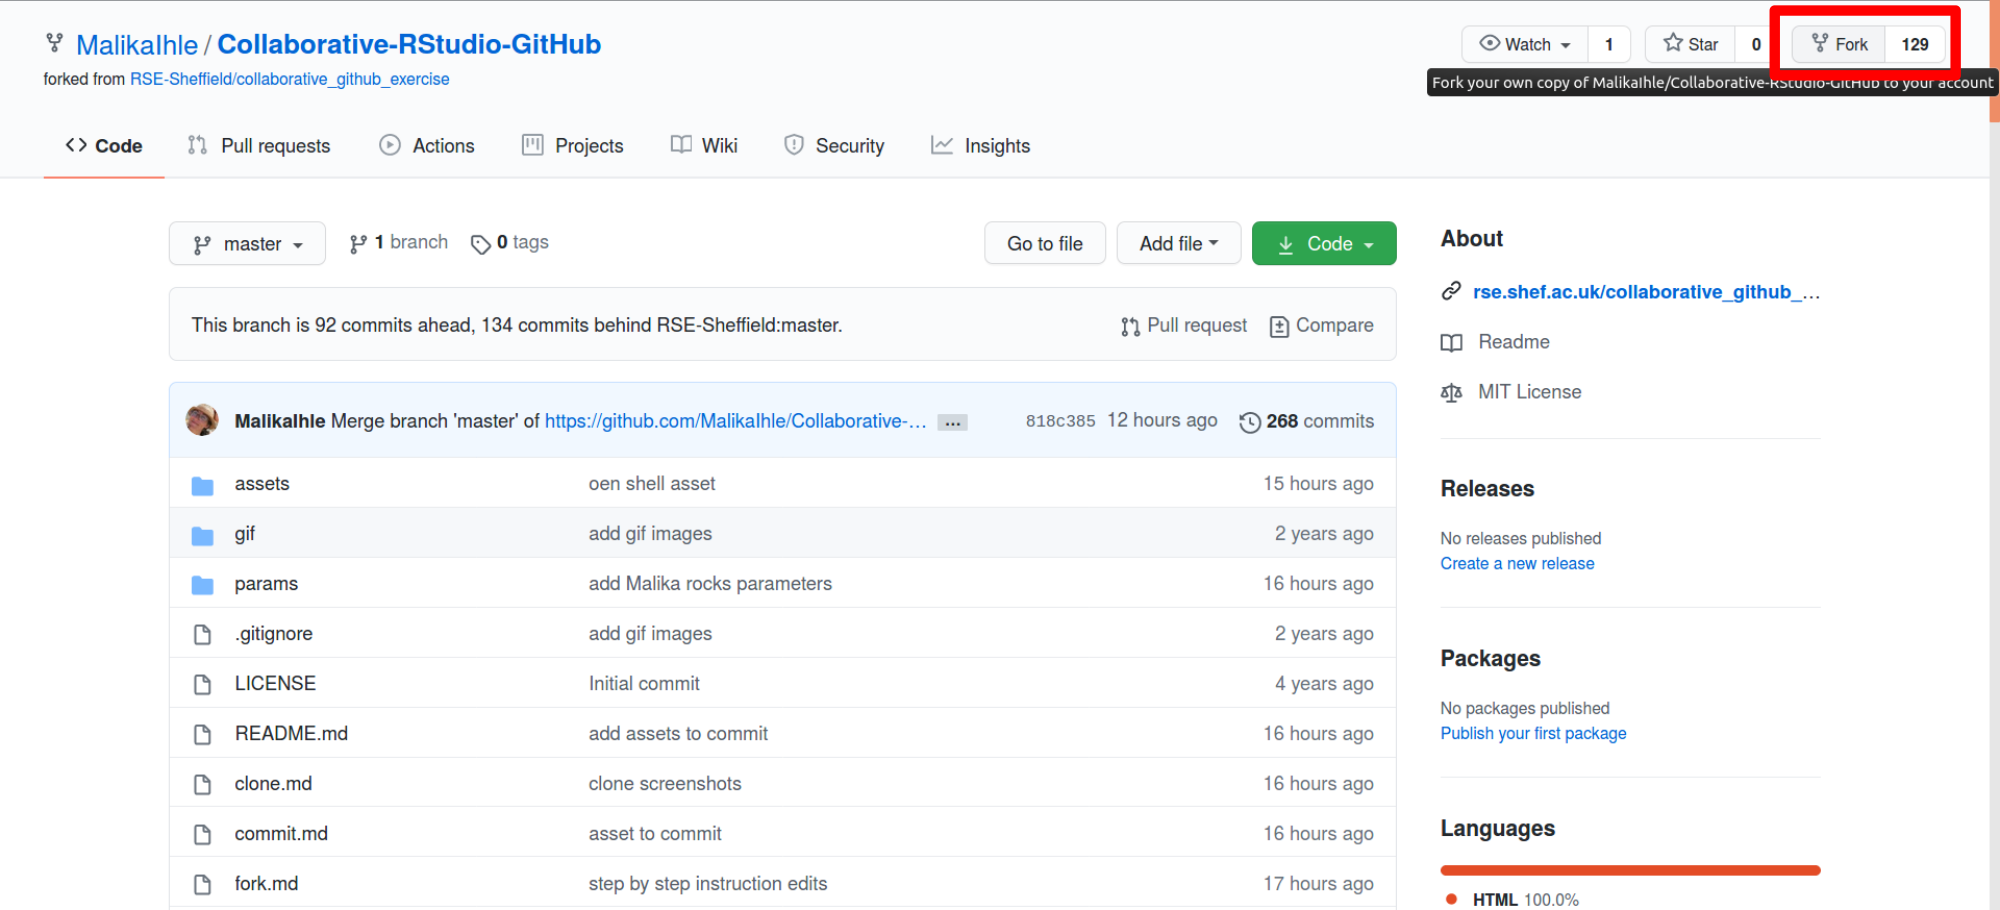 MalikaIhle / Collaborative-RStudio-GitHub
Watch 1 Star 0 Fork 129
forked from RSE-Sheffield/collaborative_github_exercise
Fork your own copy of MalikaIhle/Collaborative-RStudio-GitHub to your account
Code Pull requests Actions Projects Wiki Security Insights
master 1 branch 0 tags Go to file Add file Code
This branch is 92 commits ahead, 134 commits behind RSE-Sheffield:master. Pull request Compare
MalikaIhle Merge branch 'master' of https://github.com/MalikaIhle/Collaborative-… ... 818c385 12 hours ago 268 commits
assets oen shell asset 15 hours ago
gif add gif images 2 years ago
params add Malika rocks parameters 16 hours ago
.gitignore add gif images 2 years ago
LICENSE Initial commit 4 years ago
README.md add assets to commit 16 hours ago
clone.md clone screenshots 16 hours ago
commit.md asset to commit 16 hours ago
fork.md step by step instruction edits 17 hours ago
About
rse.shef.ac.uk/collaborative_github_…
Readme
MIT License
Releases
No releases published
Create a new release
Packages
No packages published
Publish your first package
Languages
HTML 100.0%